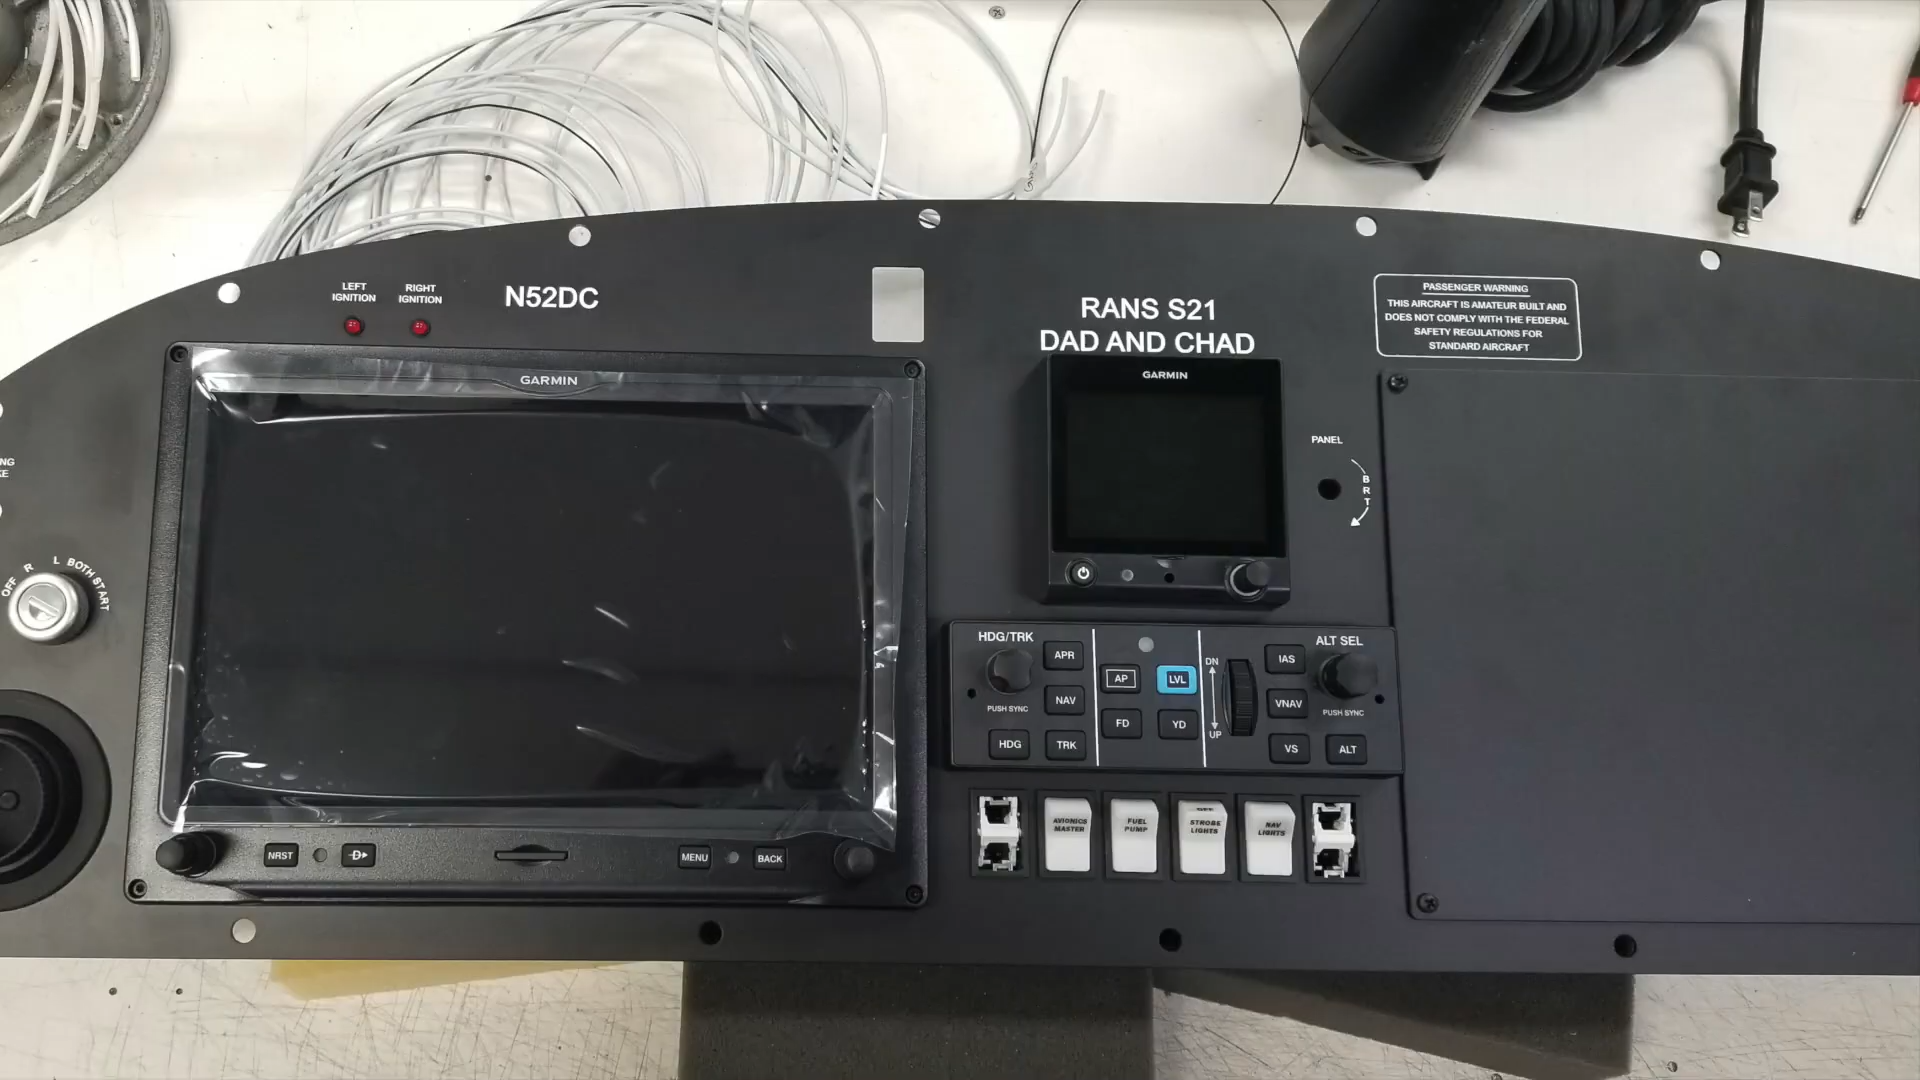 LEFT
IGNITION
RIGHT
IGNITION
N52DC
RANS S21
DAD AND CHAD
PASSENGER WARNING
THIS AIRCRAFT IS AMATEUR BUILT AND
DOES NOT COMPLY WITH THE FEDERAL
SAFETY REGULATIONS FOR
STANDARD AIRCRAFT
GARMIN
GARMIN
PANEL
BRT
NG
KE
OFF R L BOTH START
HDG/TRK
APR
NAV
PUSH SYNC
HDG
TRK
AP
LVL
FD
YD
DN
UP
ALT SEL
IAS
VNAV
PUSH SYNC
VS
ALT
AVIONICS
MASTER
FUEL
PUMP
STROBE
LIGHTS
NAV
LIGHTS
NRST
D
MENU
BACK